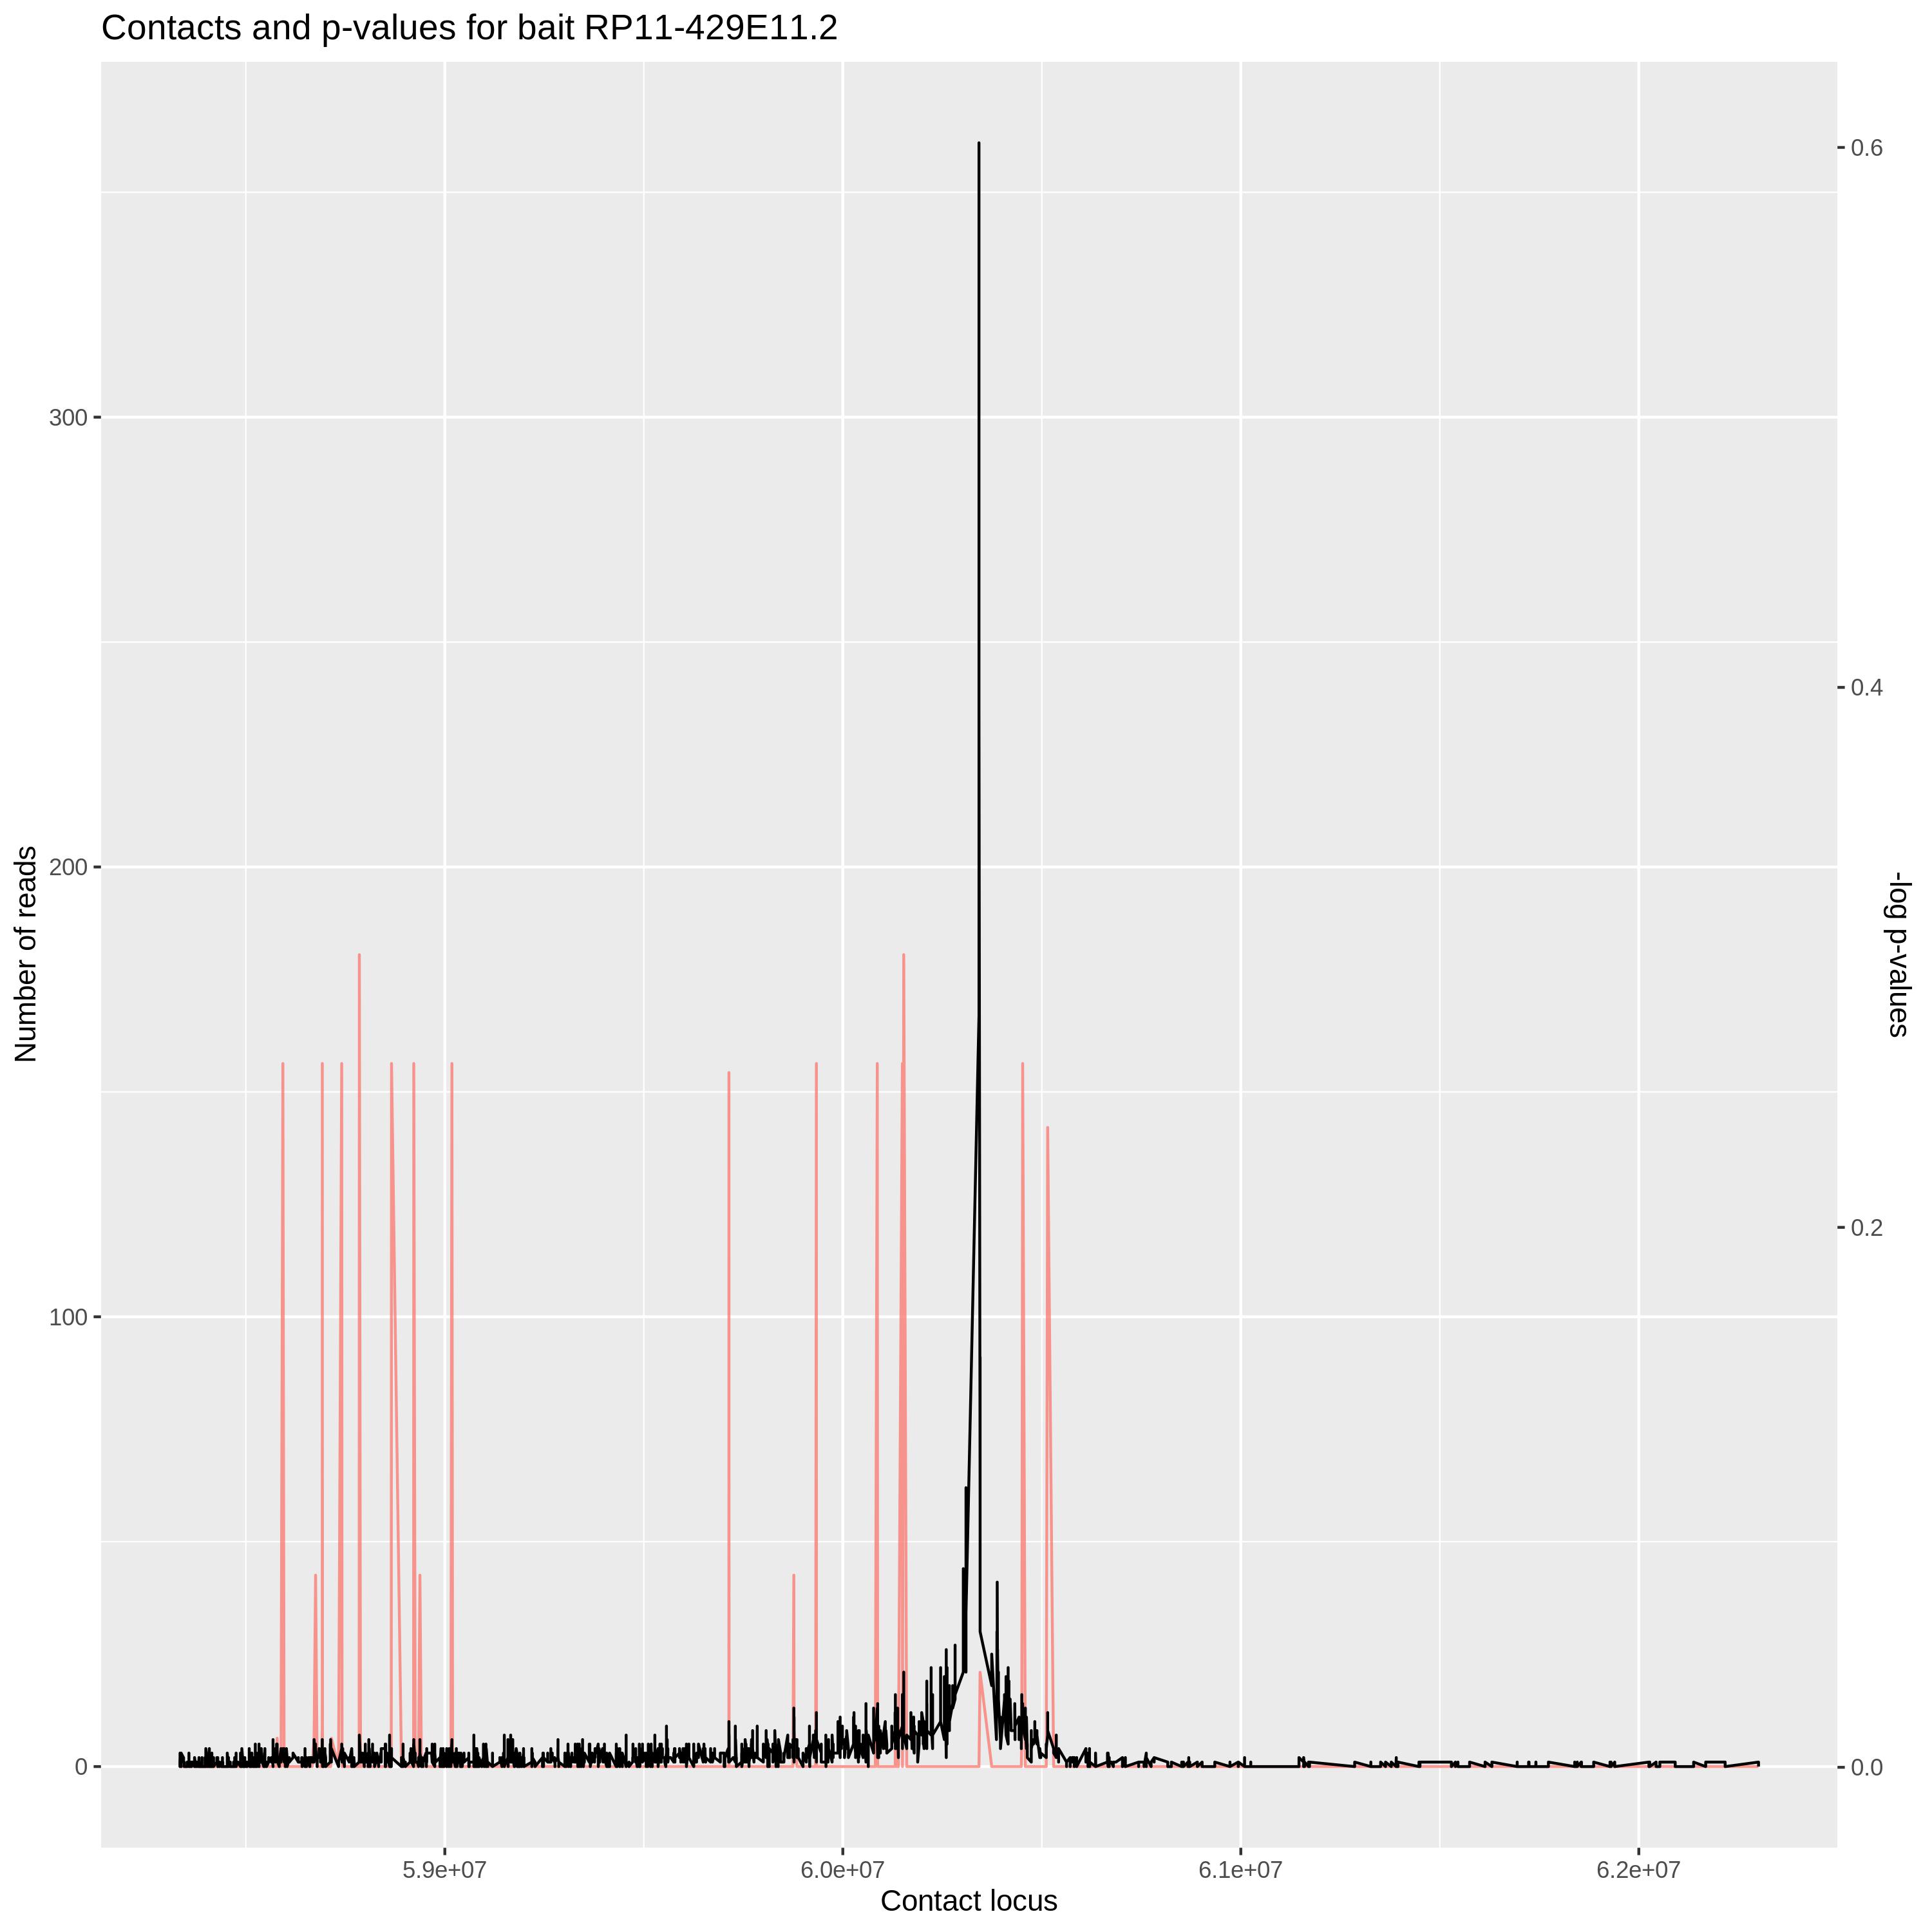 Contacts and p-values for bait RP11-429E11.2
Number of reads
300
200
100
0
0.6
0.4
0.2
0.0
-log p-values
5.9e+07
6.0e+07
6.1e+07
6.2e+07
Contact locus